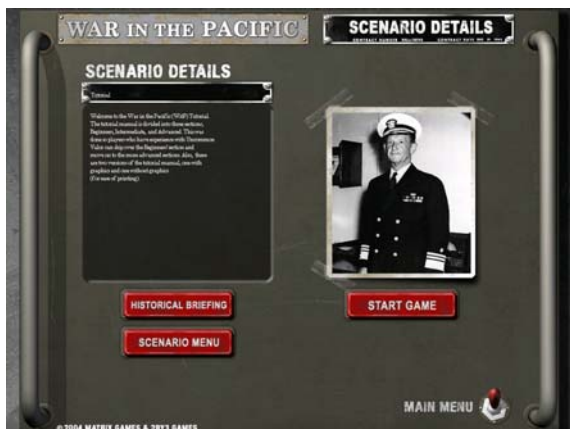 WAR IN THE PACIFIC
SCENARIO DETAILS
SCENARIO DETAILS
Tutorial
Welcome to the War in the Pacific (WitP) Tutorial.
The tutorial manual is divided into three sections,
Beginners, Intermediate, and Advanced. This was
done so players who have experience with Uncommon
Valor can skip over the Beginners' section and
move on to the more advanced sections. Also, there
are two versions of the tutorial manual, one with
graphics and one without graphics
(for ease of printing)
HISTORICAL BRIEFING
START GAME
SCENARIO MENU
MAIN MENU
©2004 MATRIX GAMES & 2BY3 GAMES